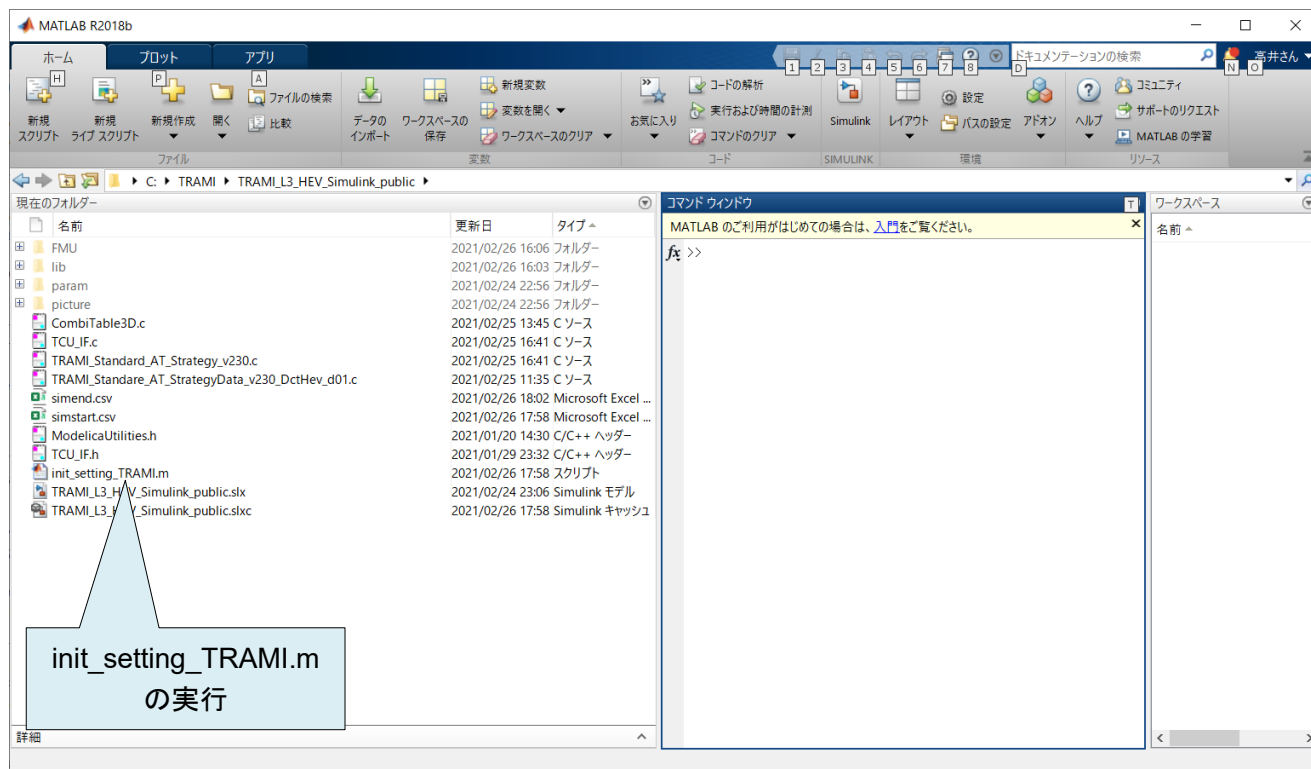 MATLAB R2018b
ホーム プロット アプリ
H P A
1 2 3 4 5 6 7 8 D N O
ドキュメンテーションの検索
高井さん
新規
スクリプト
新規
ライブ スクリプト
新規作成
開く
ファイルの検索
比較
ファイル
データの
インポート
ワークスペースの
保存
新規変数
変数を開く
ワークスペースのクリア
変数
お気に入り
コードの解析
実行および時間の計測
コマンドのクリア
コード
Simulink
SIMULINK
レイアウト
設定
パスの設定
アドオン
環境
ヘルプ
コミュニティ
サポートのリクエスト
MATLAB の学習
リソース
C: TRAMI TRAMI_L3_HEV_Simulink_public
現在のフォルダー
名前 更新日 タイプ
FMU 2021/02/26 16:06 フォルダー
lib 2021/02/26 16:03 フォルダー
param 2021/02/24 22:56 フォルダー
picture 2021/02/24 22:56 フォルダー
CombiTable3D.c 2021/02/25 13:45 C ソース
TCU_IF.c 2021/02/25 16:41 C ソース
TRAMI_Standard_AT_Strategy_v230.c 2021/02/25 16:41 C ソース
TRAMI_Standare_AT_StrategyData_v230_DctHev_d01.c 2021/02/25 11:35 C ソース
simend.csv 2021/02/26 18:02 Microsoft Excel ...
simstart.csv 2021/02/26 17:58 Microsoft Excel ...
ModelicaUtilities.h 2021/01/20 14:30 C/C++ ヘッダー
TCU_IF.h 2021/01/29 23:32 C/C++ ヘッダー
init_setting_TRAMI.m 2021/02/26 17:58 スクリプト
TRAMI_L3_HEV_Simulink_public.slx 2021/02/24 23:06 Simulink モデル
TRAMI_L3_HEV_Simulink_public.slxc 2021/02/26 17:58 Simulink キャッシュ
init_setting_TRAMI.m
の実行
詳細
コマンド ウィンドウ
T
MATLAB のご利用がはじめての場合は、入門をご覧ください。
fx >>
ワークスペース
名前